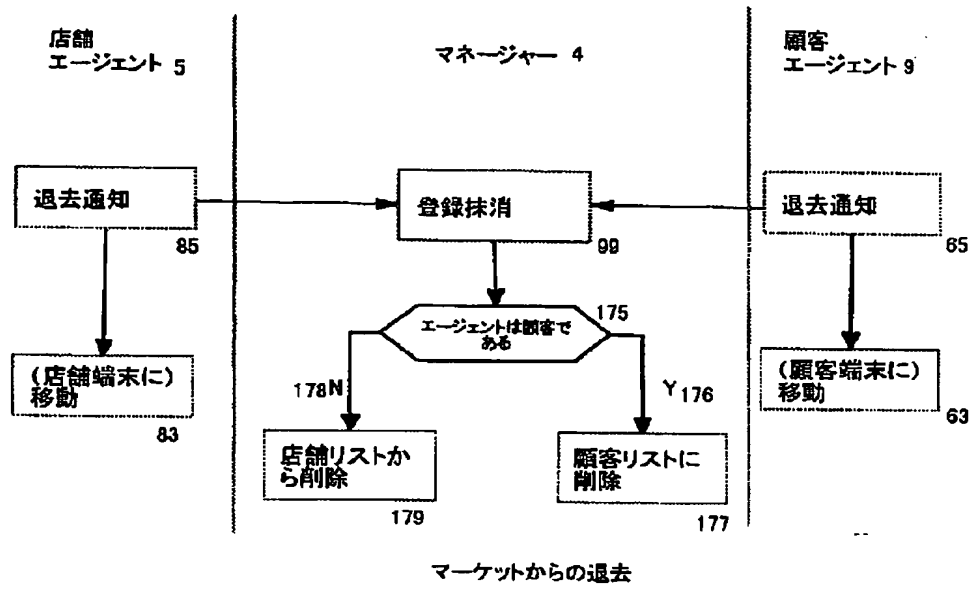 店舗
エージェント 5
マネージャー 4
顧客
エージェント 9
退去通知
85
登録抹消
99
退去通知
65
エージェントは顧客で
ある
175
(店舗端末に)
移動
83
178N
Y176
(顧客端末に)
移動
63
店舗リストか
ら削除
179
顧客リストに
削除
177
マーケットからの退去